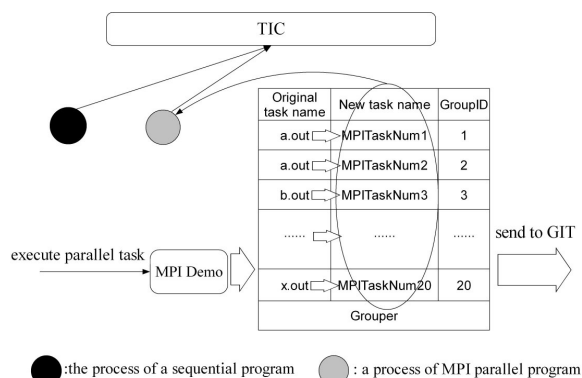 TIC
Original task name New task name GroupID
a.out MPITaskNum1 1
a.out MPITaskNum2 2
b.out MPITaskNum3 3
...... ...... ......
x.out MPITaskNum20 20
Grouper
execute parallel task
MPI Demo
send to GIT
:the process of a sequential program
: a process of MPI parallel program